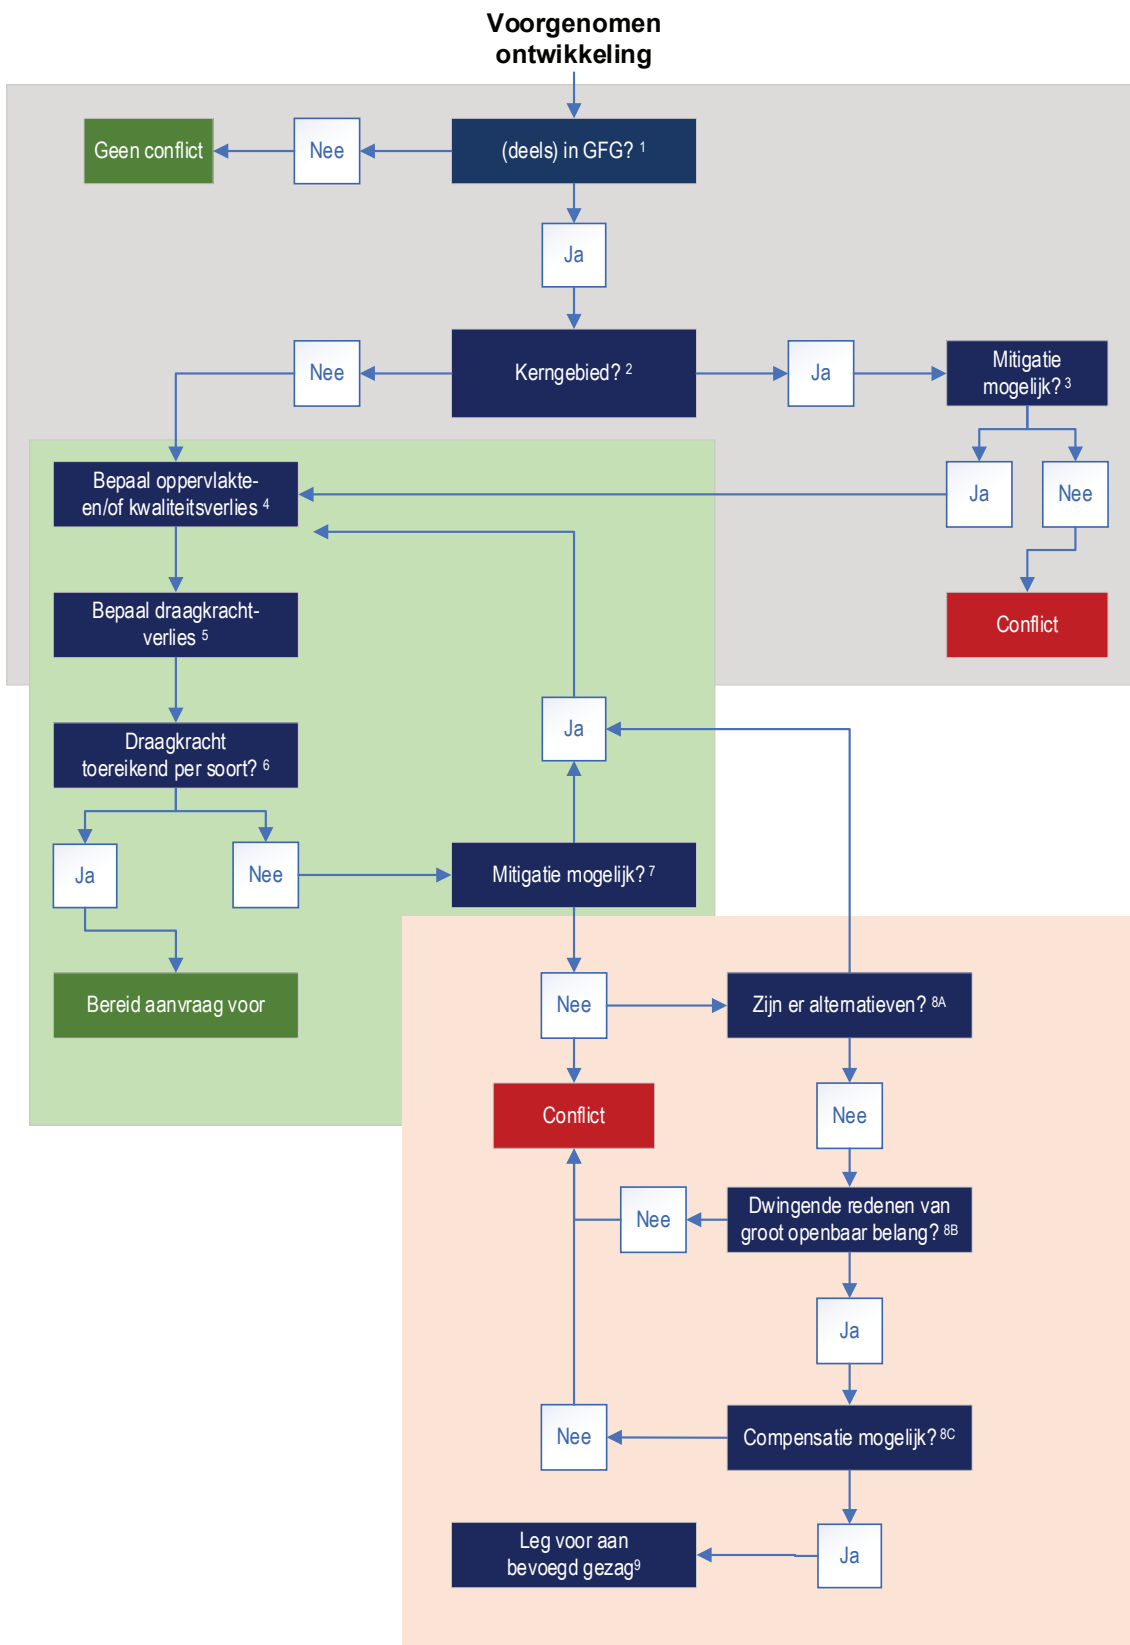 Voorgenomen
ontwikkeling
Geen conflict
Nee
(deels) in GFG? 1
Ja
Nee
Kerngebied? 2
Ja
Mitigatie
mogelijk? 3
Bepaal oppervlakte-
en/of kwaliteitsverlies 4
Ja
Nee
Bepaal draagkracht-
verlies 5
Conflict
Draagkracht
toereikend per soort? 6
Ja
Ja
Nee
Mitigatie mogelijk? 7
Bereid aanvraag voor
Nee
Zijn er alternatieven? 8A
Conflict
Nee
Nee
Dwingende redenen van
groot openbaar belang? 8B
Ja
Nee
Compensatie mogelijk? 8C
Leg voor aan
bevoegd gezag9
Ja